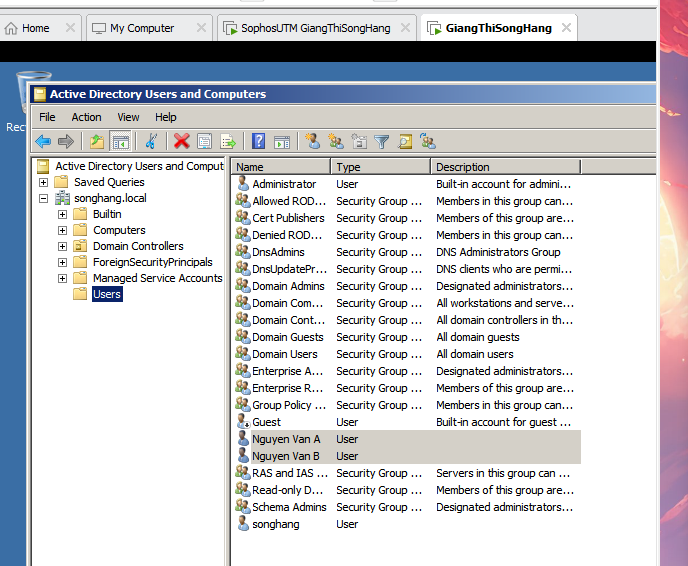 Home
My Computer
SophosUTM GiangThiSongHang
GiangThiSongHang
Active Directory Users and Computers
File Action View Help
Active Directory Users and Comput
Saved Queries
songhang.local
Builtin
Computers
Domain Controllers
ForeignSecurityPrincipals
Managed Service Accounts
Users
Name Type Description
Administrator User Built-in account for admini...
Allowed ROD... Security Group ... Members in this group can...
Cert Publishers Security Group ... Members of this group are...
Denied ROD... Security Group ... Members in this group can...
DnsAdmins Security Group ... DNS Administrators Group
DnsUpdatePr... Security Group ... DNS clients who are permi...
Domain Admins Security Group ... Designated administrators...
Domain Com... Security Group ... All workstations and serve...
Domain Cont... Security Group ... All domain controllers in th...
Domain Guests Security Group ... All domain guests
Domain Users Security Group ... All domain users
Enterprise A... Security Group ... Designated administrators...
Enterprise R... Security Group ... Members of this group are...
Group Policy ... Security Group ... Members in this group can...
Guest User Built-in account for guest ...
Nguyen Van A User
Nguyen Van B User
RAS and IAS ... Security Group ... Servers in this group can ...
Read-only D... Security Group ... Members of this group are...
Schema Admins Security Group ... Designated administrators...
songhang User